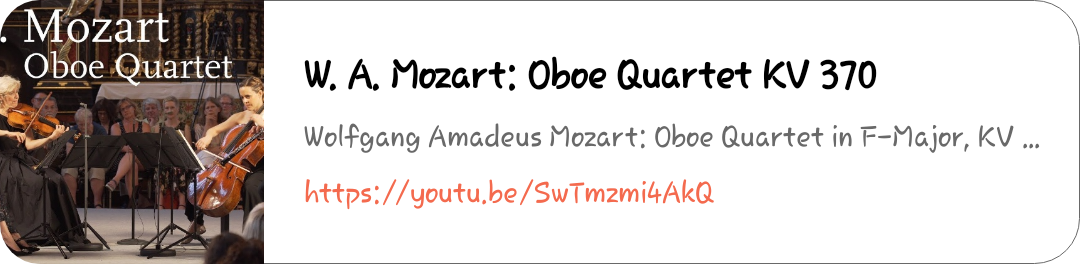 . Mozart
Oboe Quartet
W. A. Mozart: Oboe Quartet KV 370
Wolfgang Amadeus Mozart: Oboe Quartet in F-Major, KV ...
https://youtu.be/SwTmzmi4AkQ